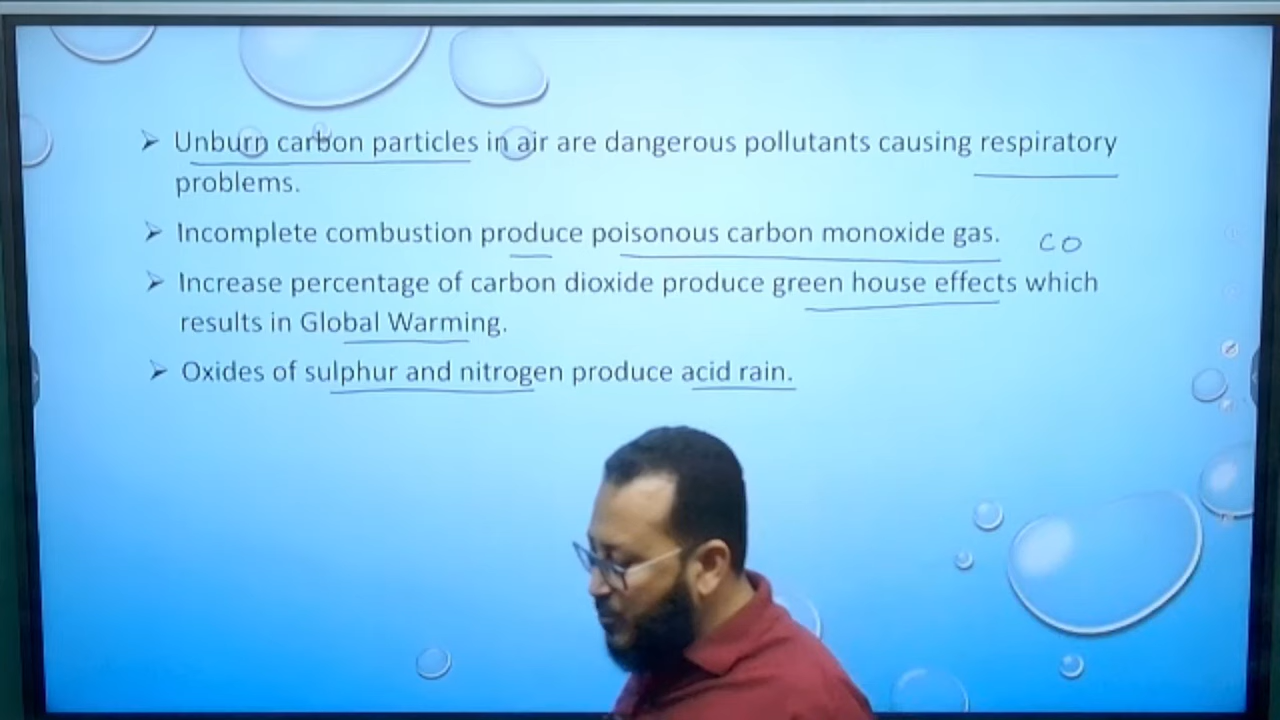 ➢ Unburn carbon particles in air are dangerous pollutants causing respiratory
problems.
➢ Incomplete combustion produce poisonous carbon monoxide gas. CO
➢ Increase percentage of carbon dioxide produce green house effects which
results in Global Warming.
➢ Oxides of sulphur and nitrogen produce acid rain.